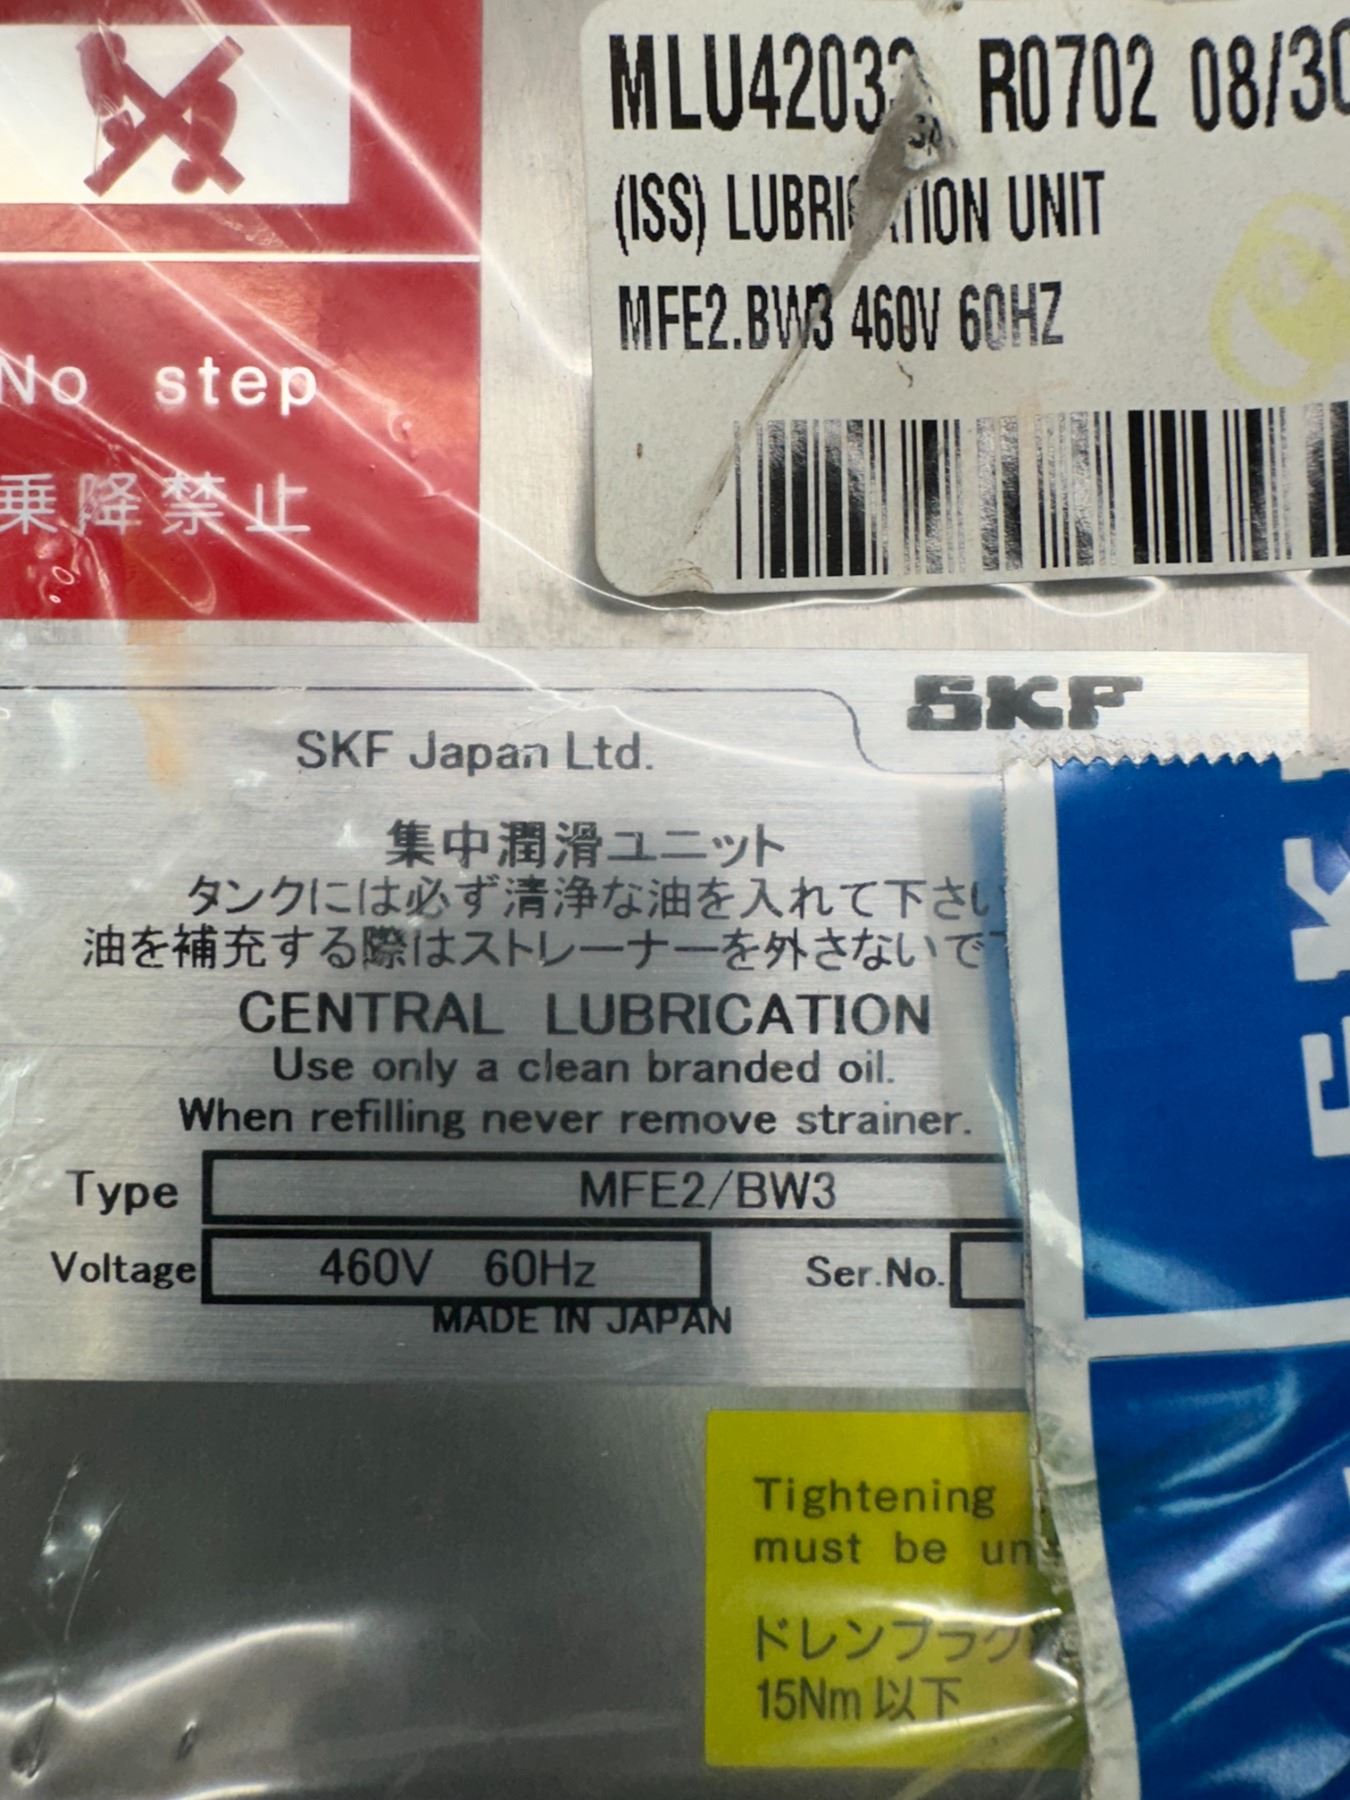 No step
乗降禁止
R0702 08/30
(ISS) UNIT
MFE2.BW3 460V 60HZ
SKF
SKF Japan Ltd.
集中潤滑ユニット
タンクには必ず清浄な油を入れて下さい
油を補充する際はストレーナーを外さないで
CENTRAL LUBRICATION
Use only a clean branded oil.
When refilling never remove strainer.
Type MFE2/BW3
Voltage 460V 60Hz Ser.No.
MADE IN JAPAN
Tightening
must be
ドレンプラグ
15Nm 以下